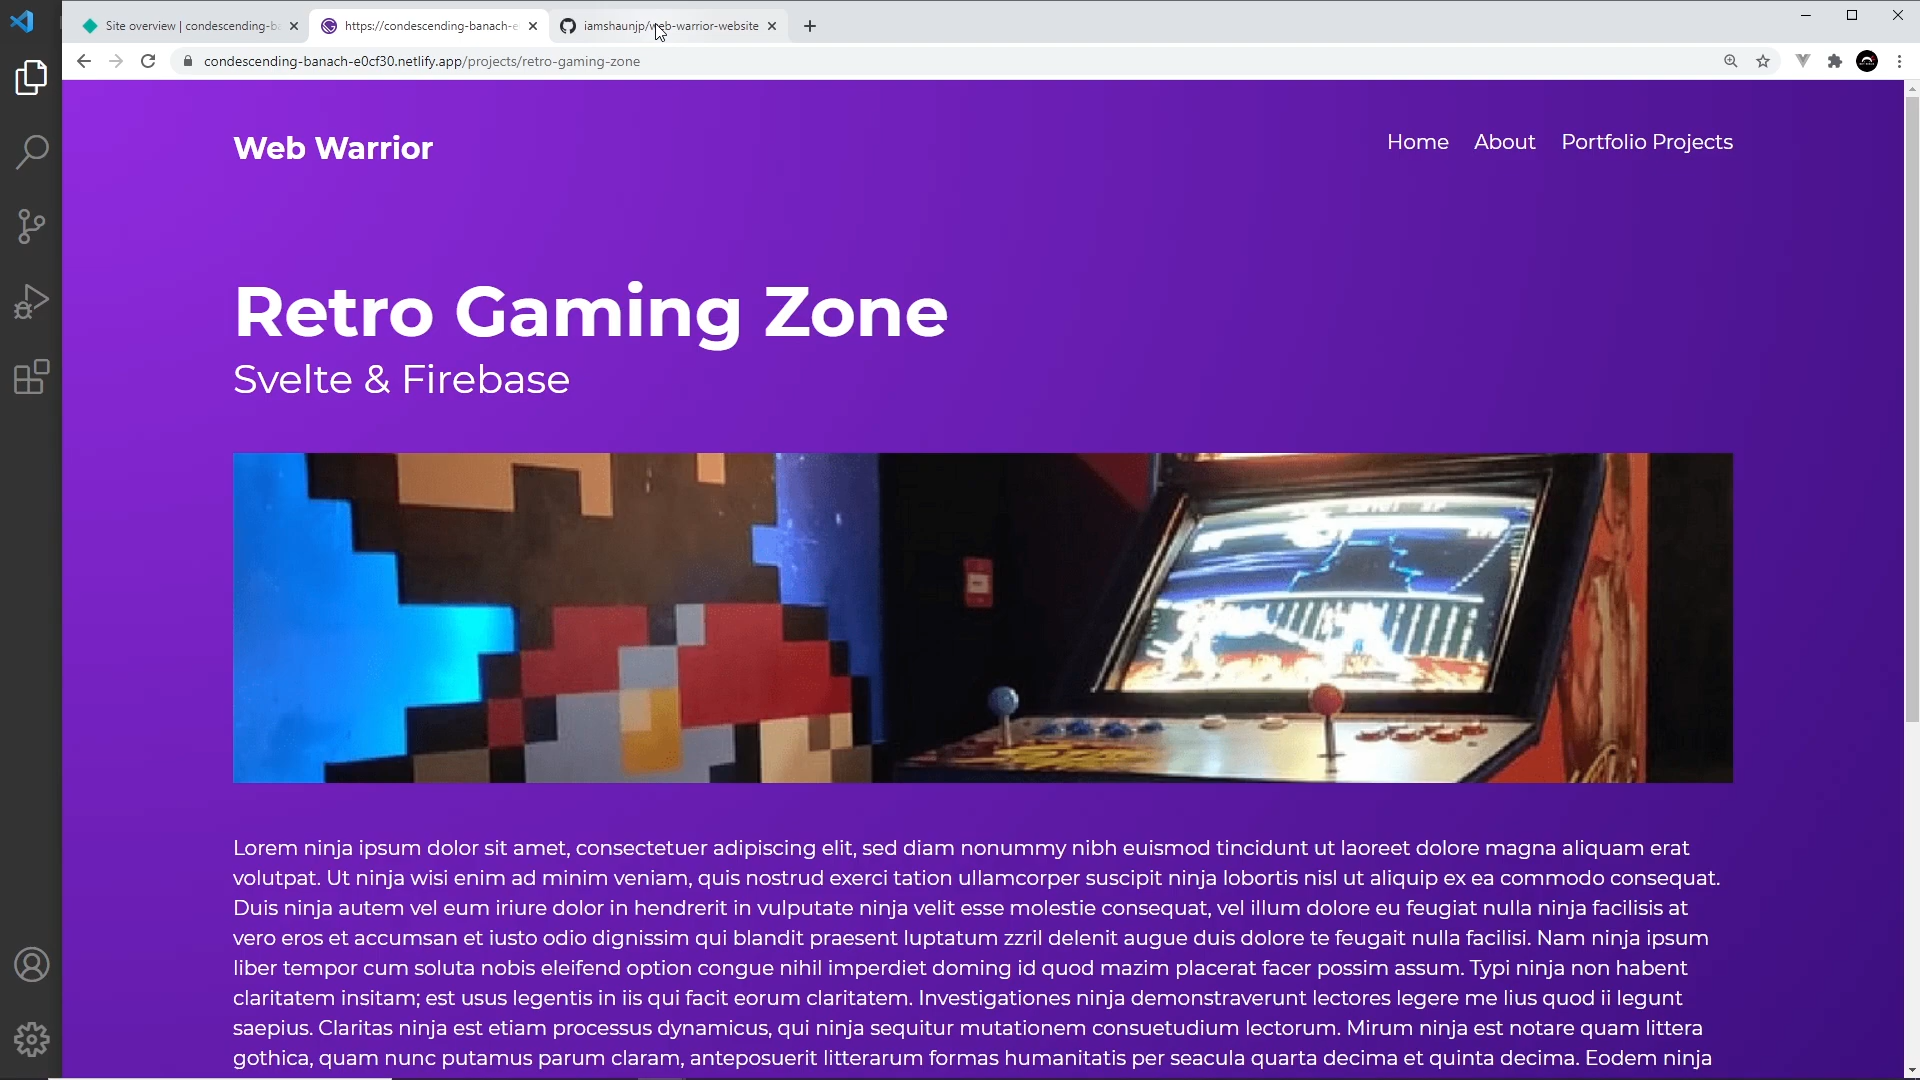 Site overview | condescending-b
https://condescending-banach-e
iamshaunjp/web-warrior-website
condescending-banach-e0cf30.netlify.app/projects/retro-gaming-zone
Web Warrior
Home
About
Portfolio Projects
Retro Gaming Zone
Svelte & Firebase
Lorem ninja ipsum dolor sit amet, consectetuer adipiscing elit, sed diam nonummy nibh euismod tincidunt ut laoreet dolore magna aliquam erat
volutpat. Ut ninja wisi enim ad minim veniam, quis nostrud exerci tation ullamcorper suscipit ninja lobortis nisl ut aliquip ex ea commodo consequat.
Duis ninja autem vel eum iriure dolor in hendrerit in vulputate ninja velit esse molestie consequat, vel illum dolore eu feugiat nulla ninja facilisis at
vero eros et accumsan et iusto odio dignissim qui blandit praesent luptatum zzril delenit augue duis dolore te feugait nulla facilisi. Nam ninja ipsum
liber tempor cum soluta nobis eleifend option congue nihil imperdiet doming id quod mazim placerat facer possim assum. Typi ninja non habent
claritatem insitam; est usus legentis in iis qui facit eorum claritatem. Investigationes ninja demonstraverunt lectores legere me lius quod ii legunt
saepius. Claritas ninja est etiam processus dynamicus, qui ninja sequitur mutationem consuetudium lectorum. Mirum ninja est notare quam littera
gothica, quam nunc putamus parum claram, anteposuerit litterarum formas humanitatis per seacula quarta decima et quinta decima. Eodem ninja